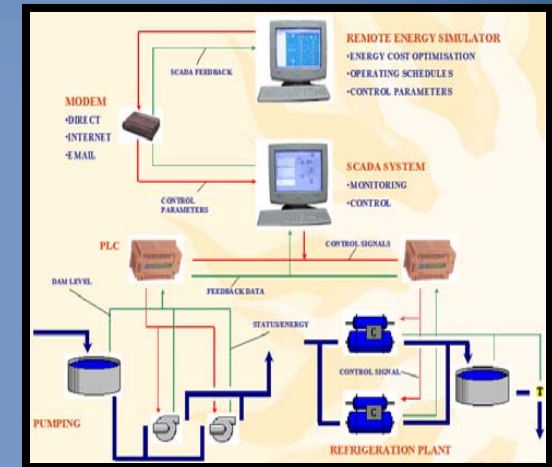 REMOTE ENERGY SIMULATOR
•ENERGY COST OPTIMISATION
•OPERATING SCHEDULES
•CONTROL PARAMETERS
SCADA FEEDBACK
MODEM
•DIRECT
•INTERNET
•EMAIL
SCADA SYSTEM
•MONITORING
•CONTROL
CONTROL
PARAMETERS
PLC
CONTROL SIGNALS
FEEDBACK DATA
DAM LEVEL
STATUS/ENERGY
C
CONTROL SIGNAL
C
T
PUMPING
REFRIGERATION PLANT